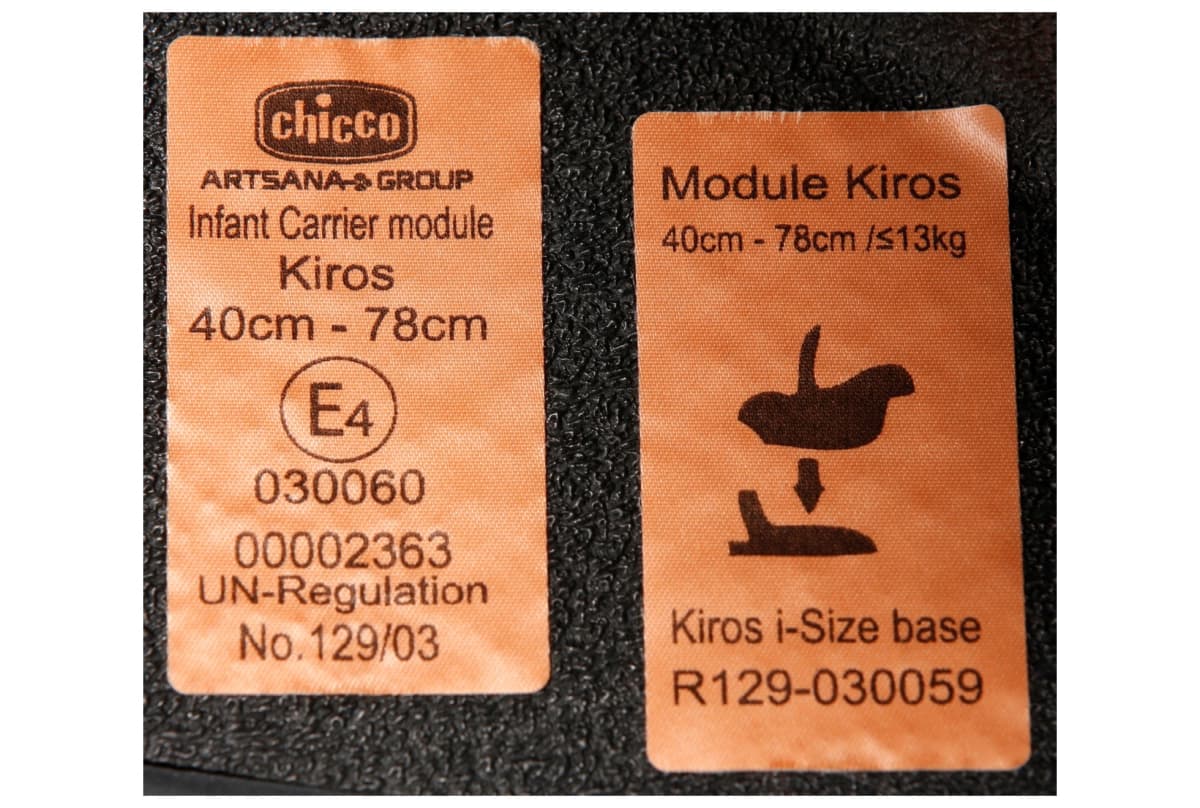 chicco
ARTSANA GROUP
Infant Carrier module
Kiros
40cm - 78cm
E4
030060
00002363
UN-Regulation
No.129/03
Module Kiros
40cm - 78cm /≤13kg
Kiros i-Size base
R129-030059